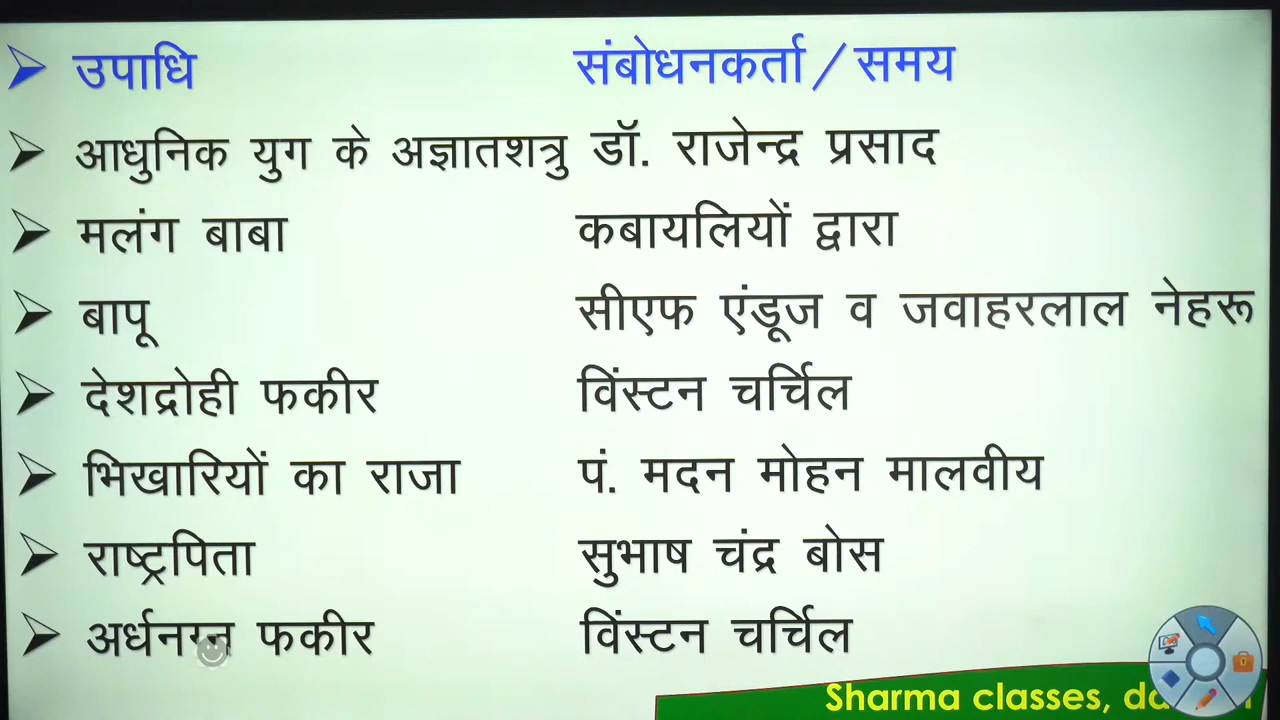 ➢ उपाधि संबोधनकर्ता/समय
➢ आधुनिक युग के अज्ञातशत्रु डॉ. राजेन्द्र प्रसाद
➢ मलंग बाबा कबायलियों द्वारा
➢ बापू सीएफ एंडूज व जवाहरलाल नेहरू
➢ देशद्रोही फकीर विंस्टन चर्चिल
➢ भिखारियों का राजा पं. मदन मोहन मालवीय
➢ राष्ट्रपिता सुभाष चंद्र बोस
➢ अर्धनग्न फकीर विंस्टन चर्चिल
Sharma classes,